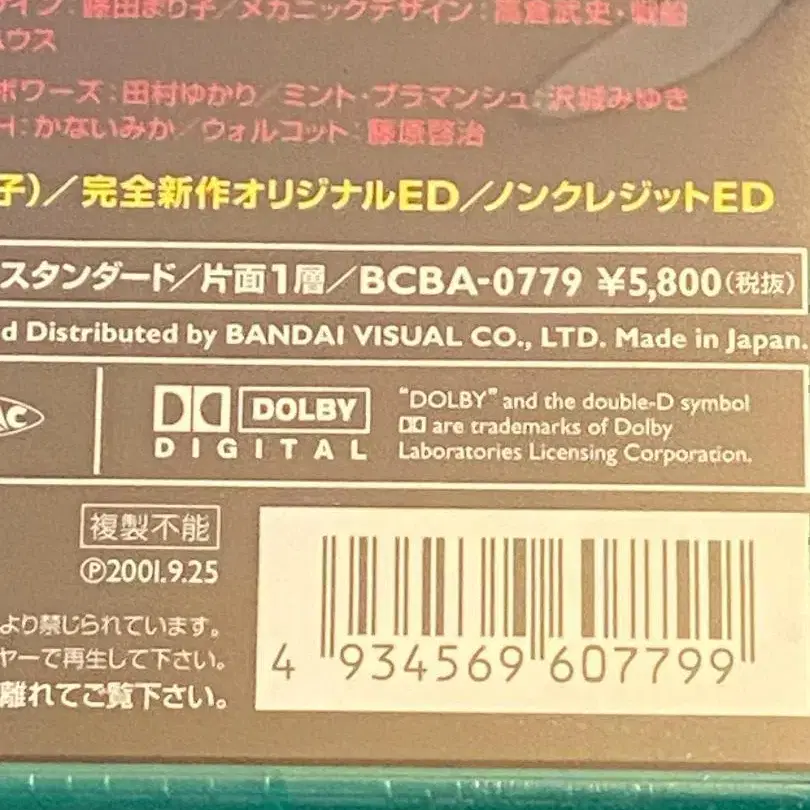 イン：藤田まり子／メカニックデザイン：高倉武史・戦船
ハウス
ボワーズ：田村ゆかり／ミント・ブラマンシュ：沢城みゆき
H：かないみか／ウォルコット：藤原啓治
子）／完全新作オリジナルED／ノンクレジットED
スタンダード／片面1層／BCBA-0779 ¥5,800（税抜）
d Distributed by BANDAI VISUAL CO., LTD. Made in Japan.
DOLBY
DIGITAL
"DOLBY" and the double-D symbol
are trademarks of Dolby
Laboratories Licensing Corporation.
複製不能
Ⓟ2001.9.25
より禁じられています。
ヤーで再生して下さい。
離れてご覧下さい。
4 934569 607799